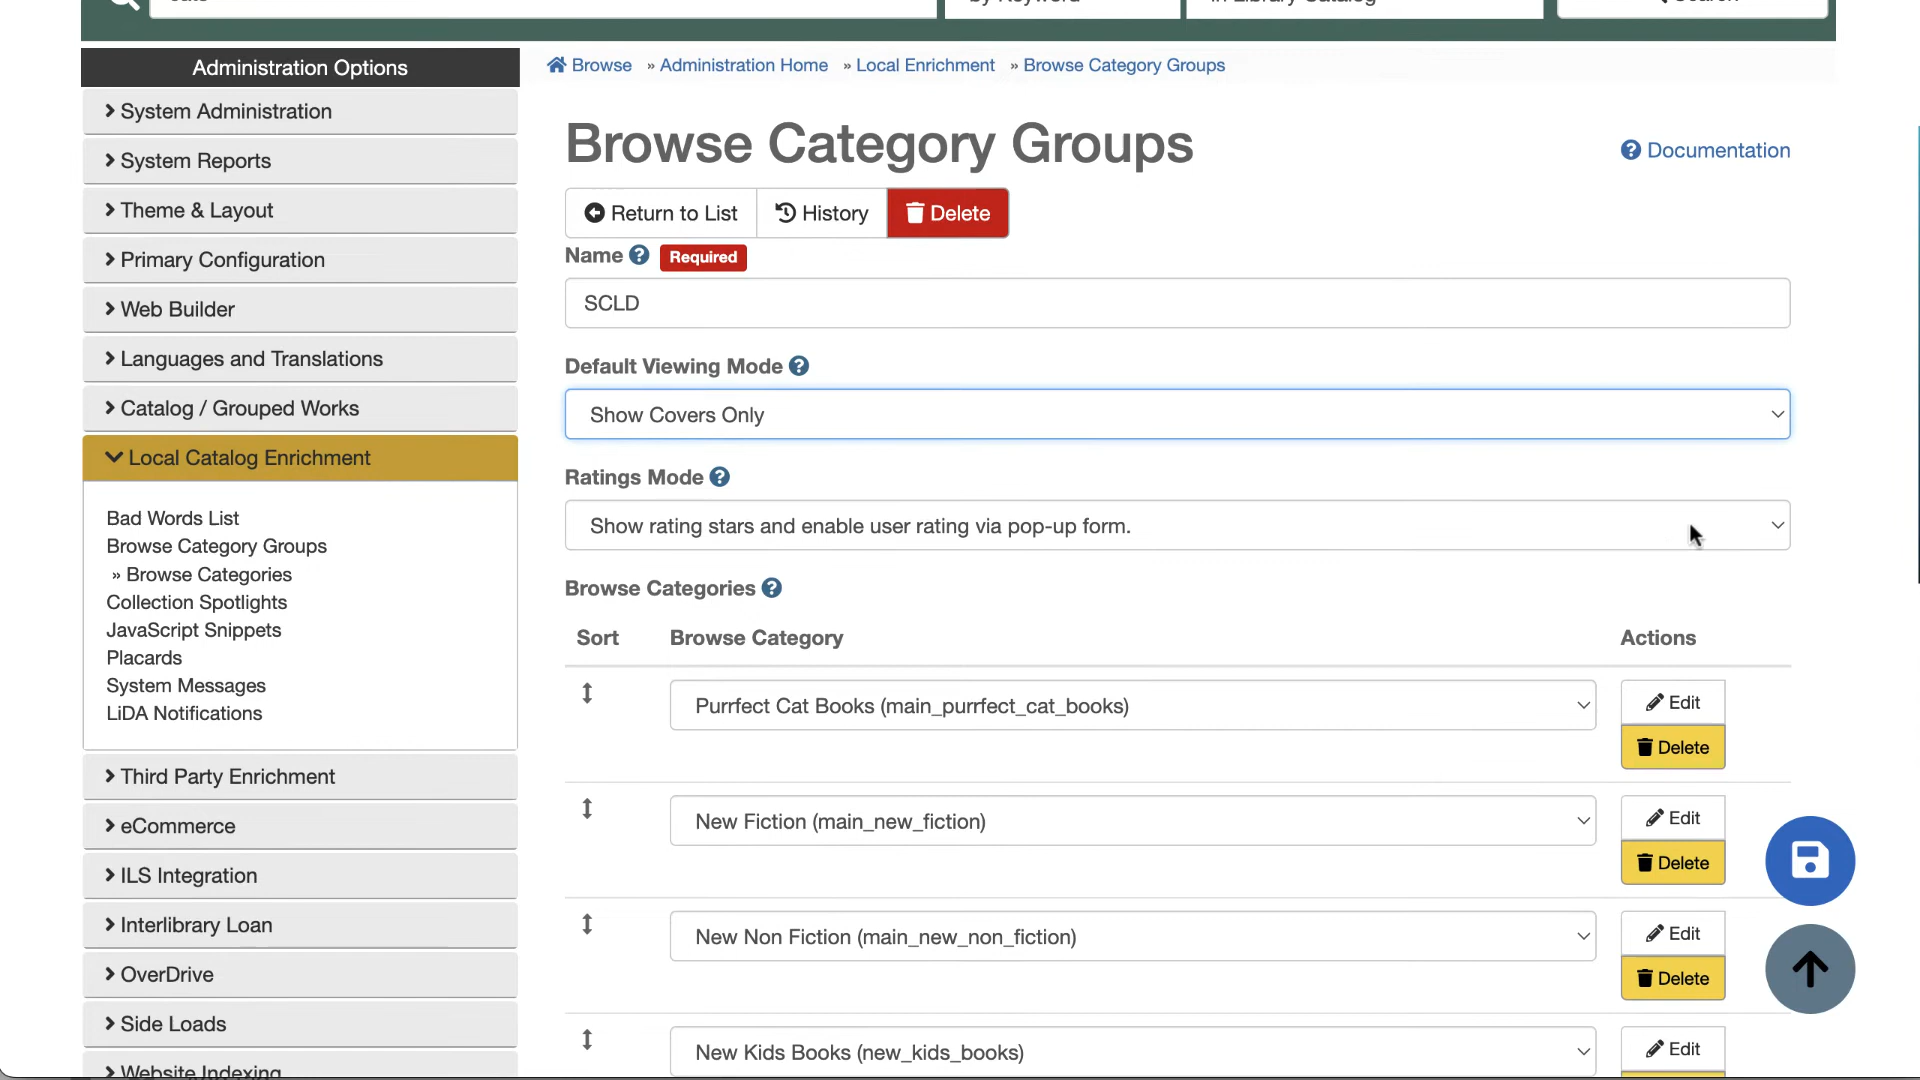 Administration Options
System Administration
System Reports
Theme & Layout
Primary Configuration
Web Builder
Languages and Translations
Catalog / Grouped Works
Local Catalog Enrichment
Bad Words List
Browse Category Groups
» Browse Categories
Collection Spotlights
JavaScript Snippets
Placards
System Messages
LiDA Notifications
Third Party Enrichment
eCommerce
ILS Integration
Interlibrary Loan
OverDrive
Side Loads
Website Indexing
Browse » Administration Home » Local Enrichment » Browse Category Groups
Browse Category Groups
Documentation
Return to List History Delete
Name Required
SCLD
Default Viewing Mode
Show Covers Only
Ratings Mode
Show rating stars and enable user rating via pop-up form.
Browse Categories
Sort Browse Category Actions
Purrfect Cat Books (main_purrfect_cat_books) Edit
Delete
New Fiction (main_new_fiction) Edit
Delete
New Non Fiction (main_new_non_fiction) Edit
Delete
New Kids Books (new_kids_books) Edit